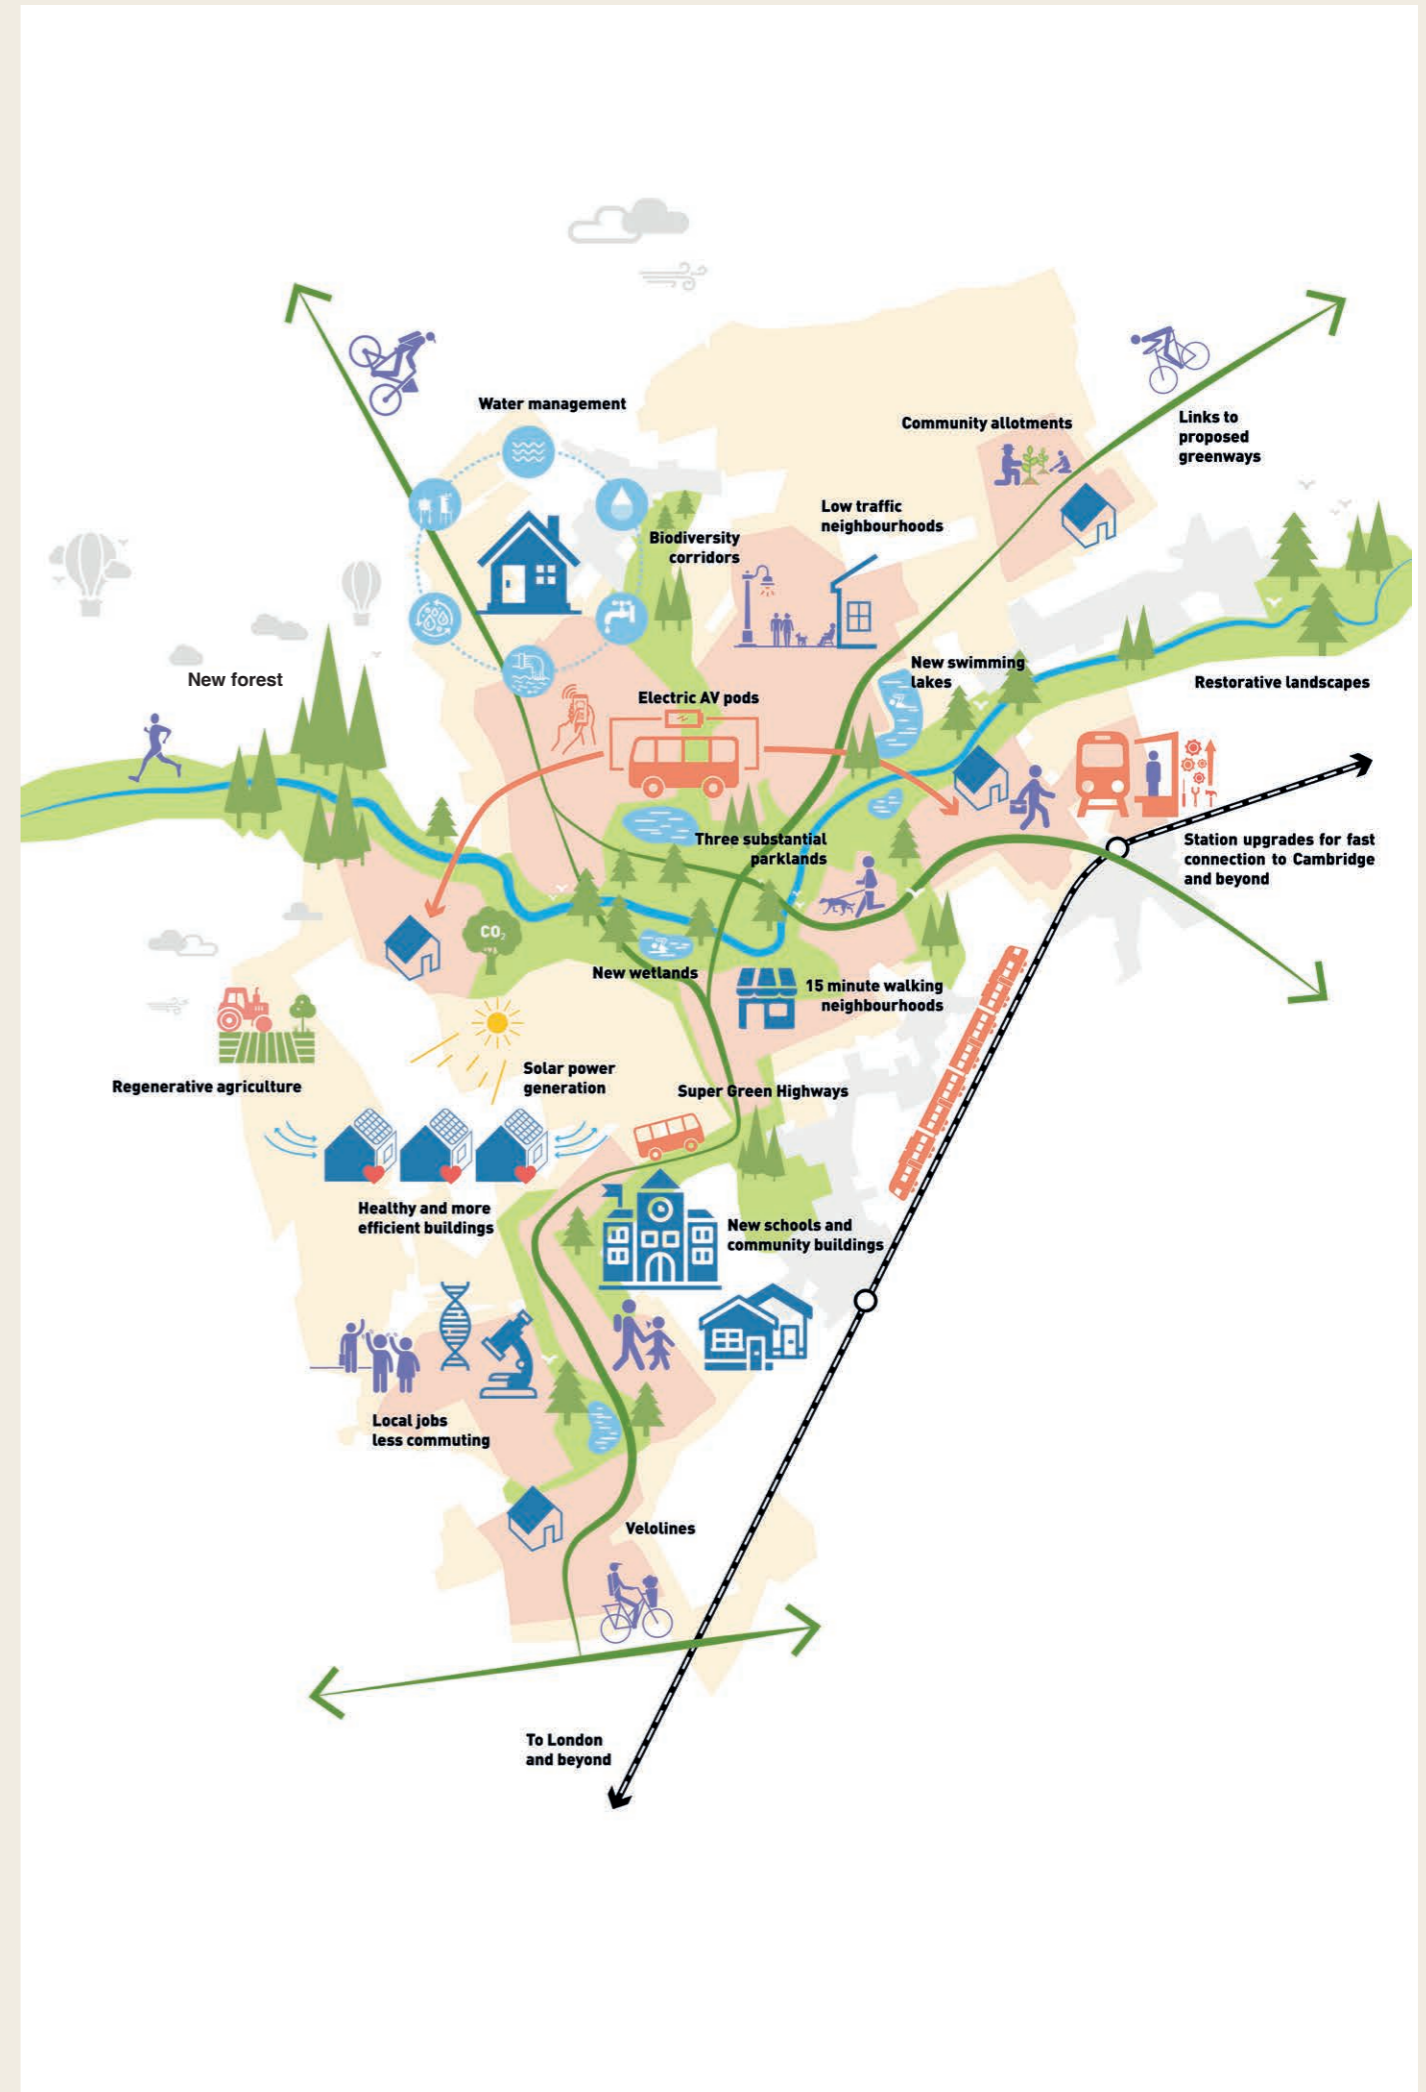 Water management
Community allotments
Links to
proposed
greenways
Low traffic
neighbourhoods
Biodiversity
corridors
New swimming
lakes
New forest
Electric AV pods
Restorative landscapes
Three substantial
parklands
Station upgrades for fast
connection to Cambridge
and beyond
CO₂
New wetlands
15 minute walking
neighbourhoods
Solar power
generation
Regenerative agriculture
Super Green Highways
Healthy and more
efficient buildings
New schools and
community buildings
Local jobs
less commuting
Velolines
To London
and beyond